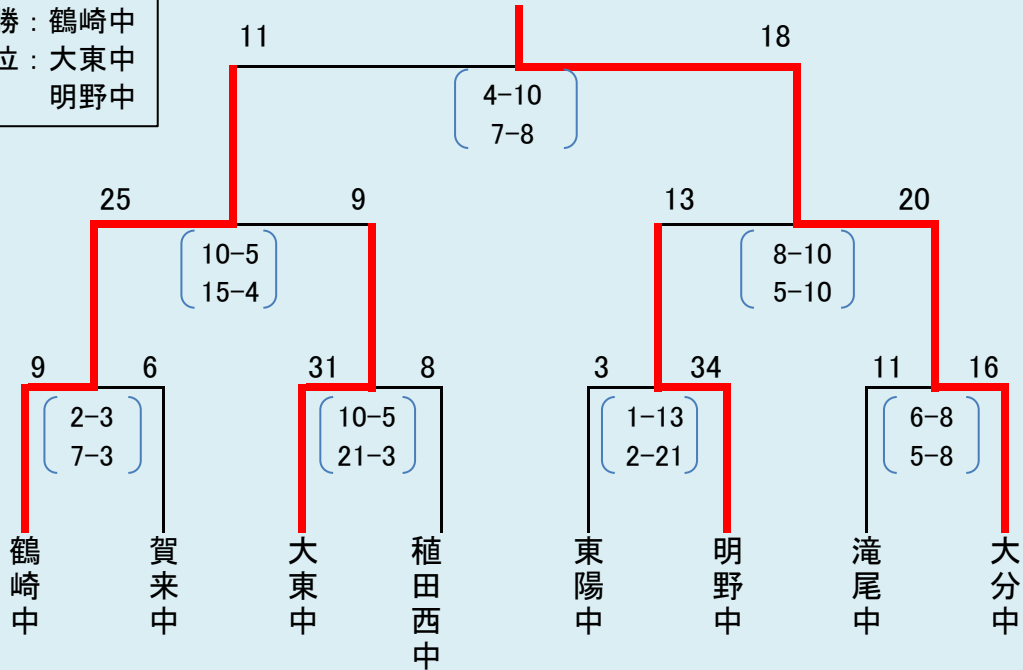 勝：鶴崎中
位：大東中
明野中
11
18
4-10
7-8
25
9
13
20
10-5
15-4
8-10
5-10
9
6
31
8
3
34
11
16
2-3
7-3
10-5
21-3
1-13
2-21
6-8
5-8
鶴崎中
賀来中
大東中
稙田西中
東陽中
明野中
滝尾中
大分中